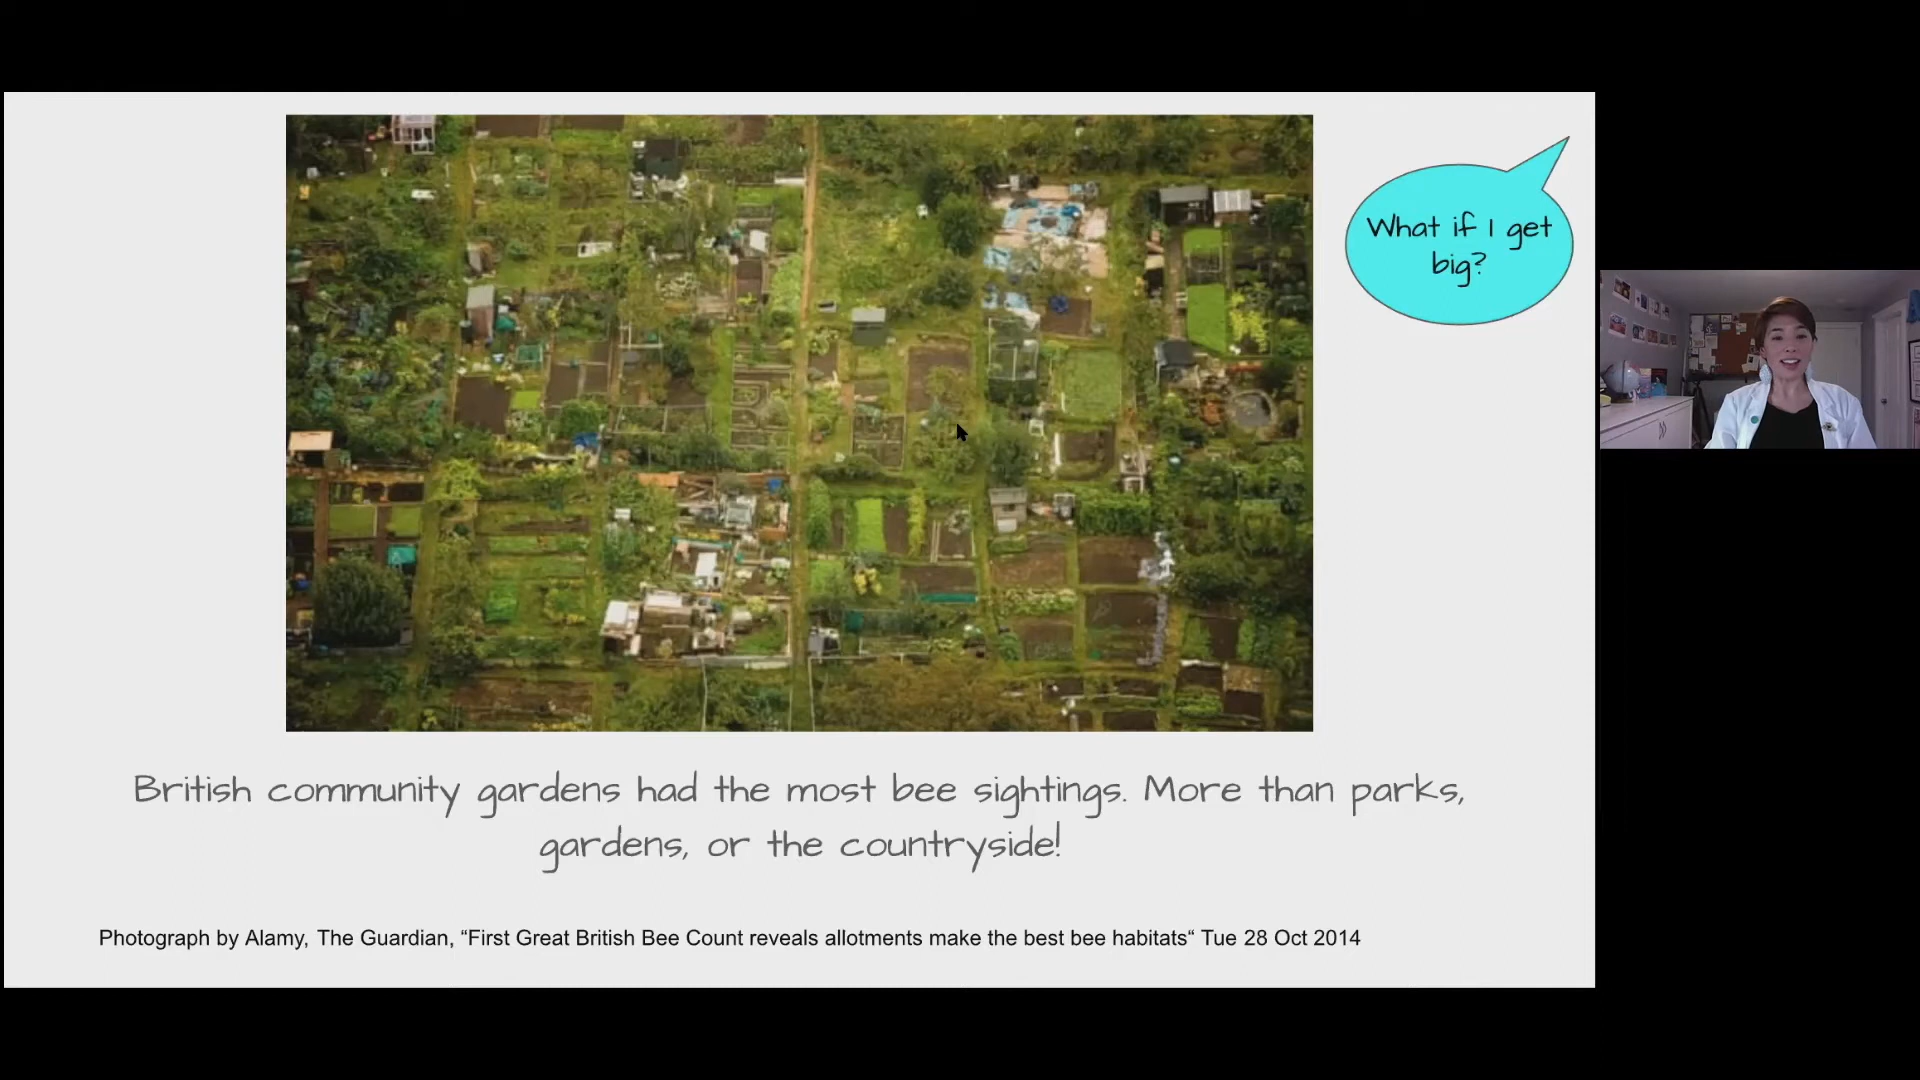 What if I get
big?
British community gardens had the most bee sightings. More than parks,
gardens, or the countryside!
Photograph by Alamy, The Guardian, “First Great British Bee Count reveals allotments make the best bee habitats“ Tue 28 Oct 2014